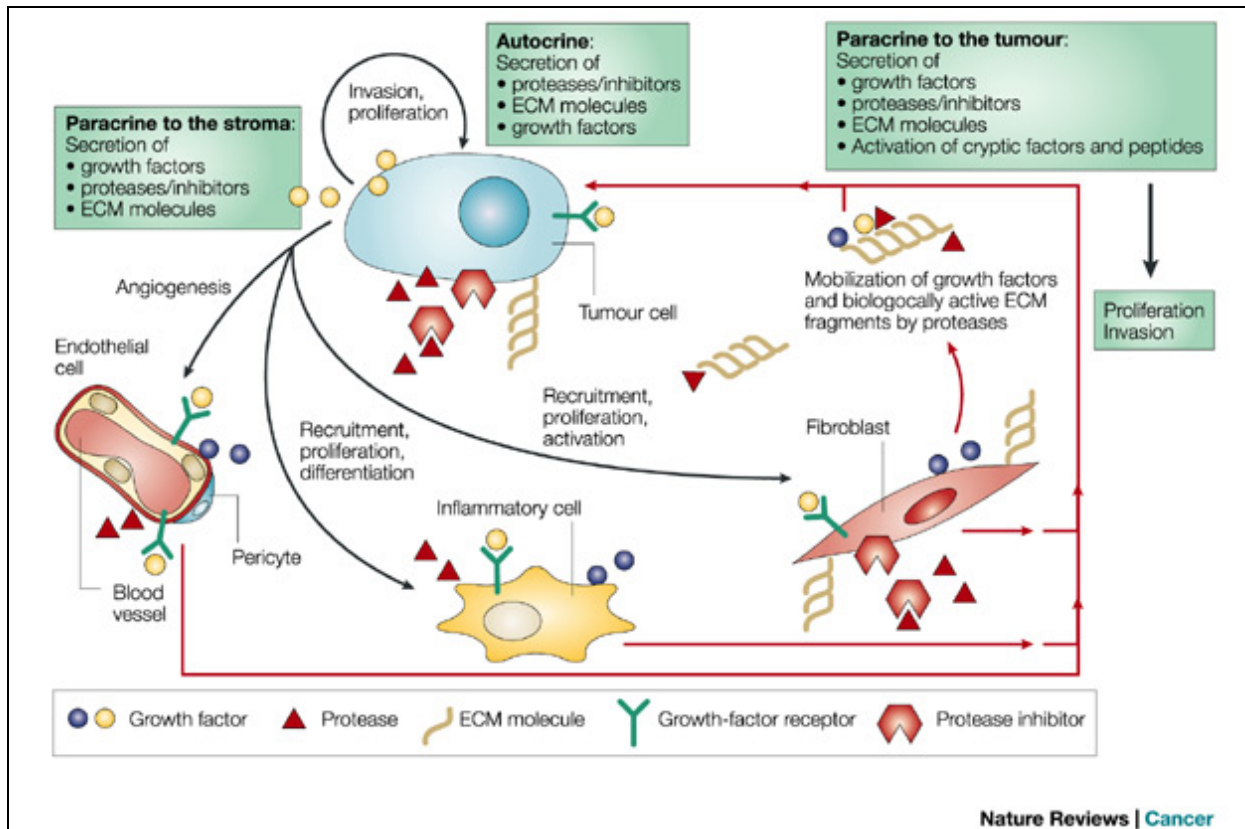 Autocrine:
Secretion of
• proteases/inhibitors
• ECM molecules
• growth factors
Paracrine to the tumour:
Secretion of
• growth factors
• proteases/inhibitors
• ECM molecules
• Activation of cryptic factors and peptides
Invasion,
proliferation
Paracrine to the stroma:
Secretion of
• growth factors
• proteases/inhibitors
• ECM molecules
Angiogenesis
Tumour cell
Mobilization of growth factors
and biologocally active ECM
fragments by proteases
Proliferation
Invasion
Endothelial
cell
Recruitment,
proliferation,
differentiation
Recruitment,
proliferation,
activation
Fibroblast
Inflammatory cell
Pericyte
Blood
vessel
Growth factor
Protease
ECM molecule
Growth-factor receptor
Protease inhibitor
Nature Reviews | Cancer